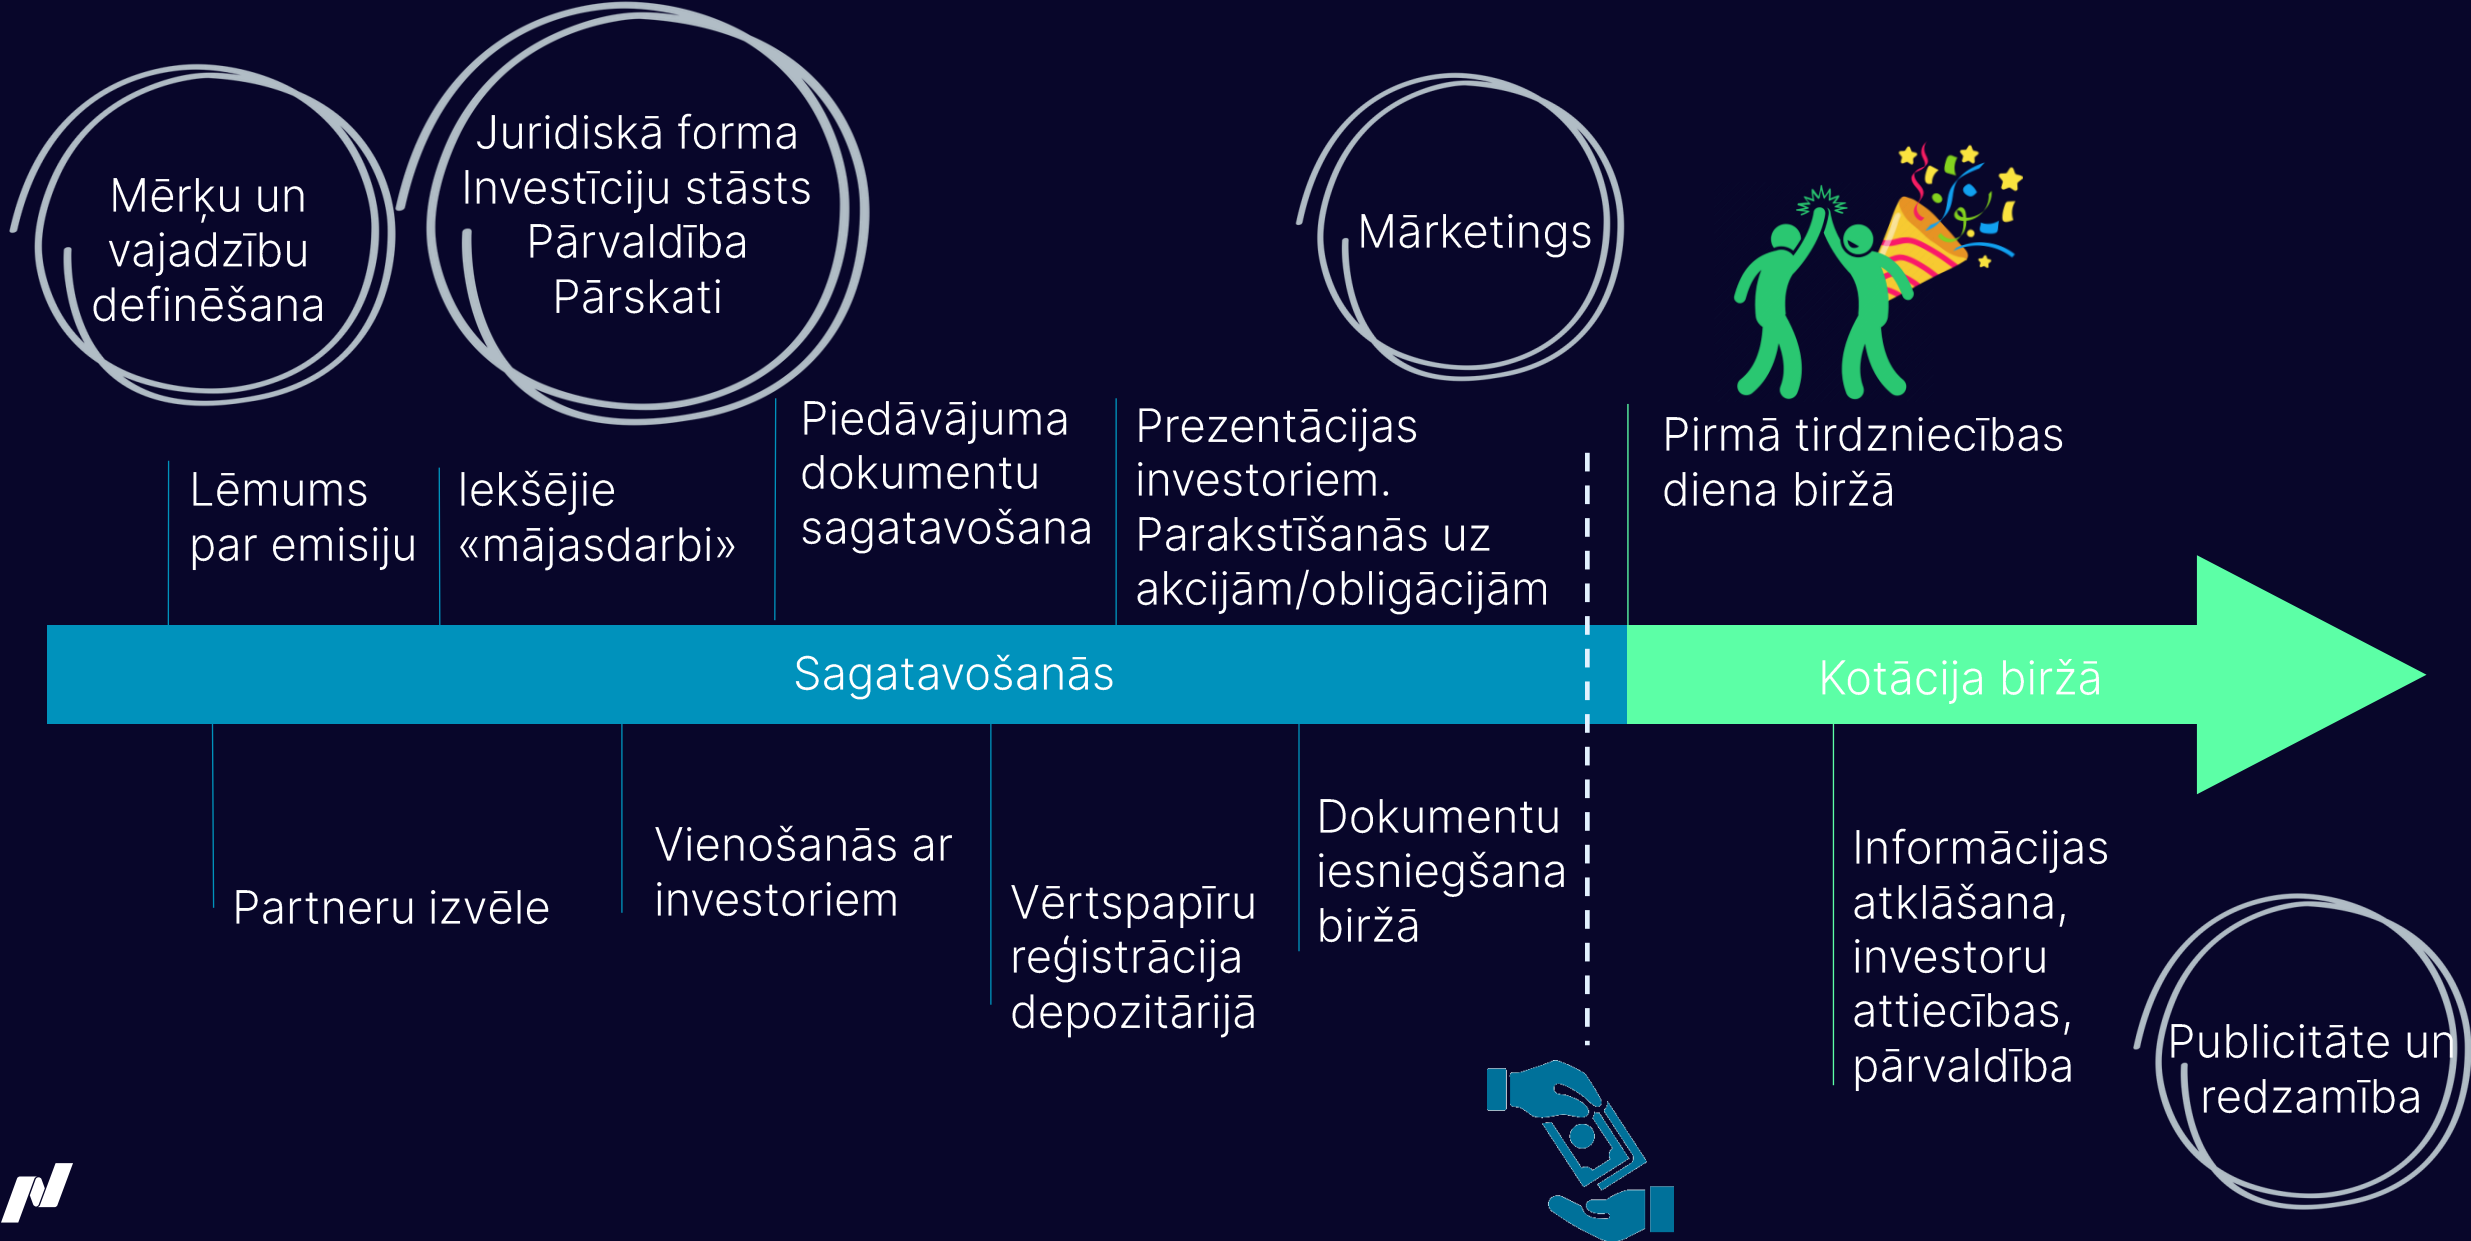 Mērķu un
vajadzību
definēšana
Juridiskā forma
Investīciju stāsts
Pārvaldība
Pārskati
Mārketings
Lēmums
par emisiju
Iekšējie
«mājasdarbi»
Piedāvājuma
dokumentu
sagatavošana
Prezentācijas
investoriem.
Parakstīšanās uz
akcijām/obligācijām
Pirmā tirdzniecības
diena biržā
Sagatavošanās
Kotācija biržā
Partneru izvēle
Vienošanās ar
investoriem
Vērtspapīru
reģistrācija
depozitārijā
Dokumentu
iesniegšana
biržā
Informācijas
atklāšana,
investoru
attiecības,
pārvaldība
Publicitāte un
redzamība